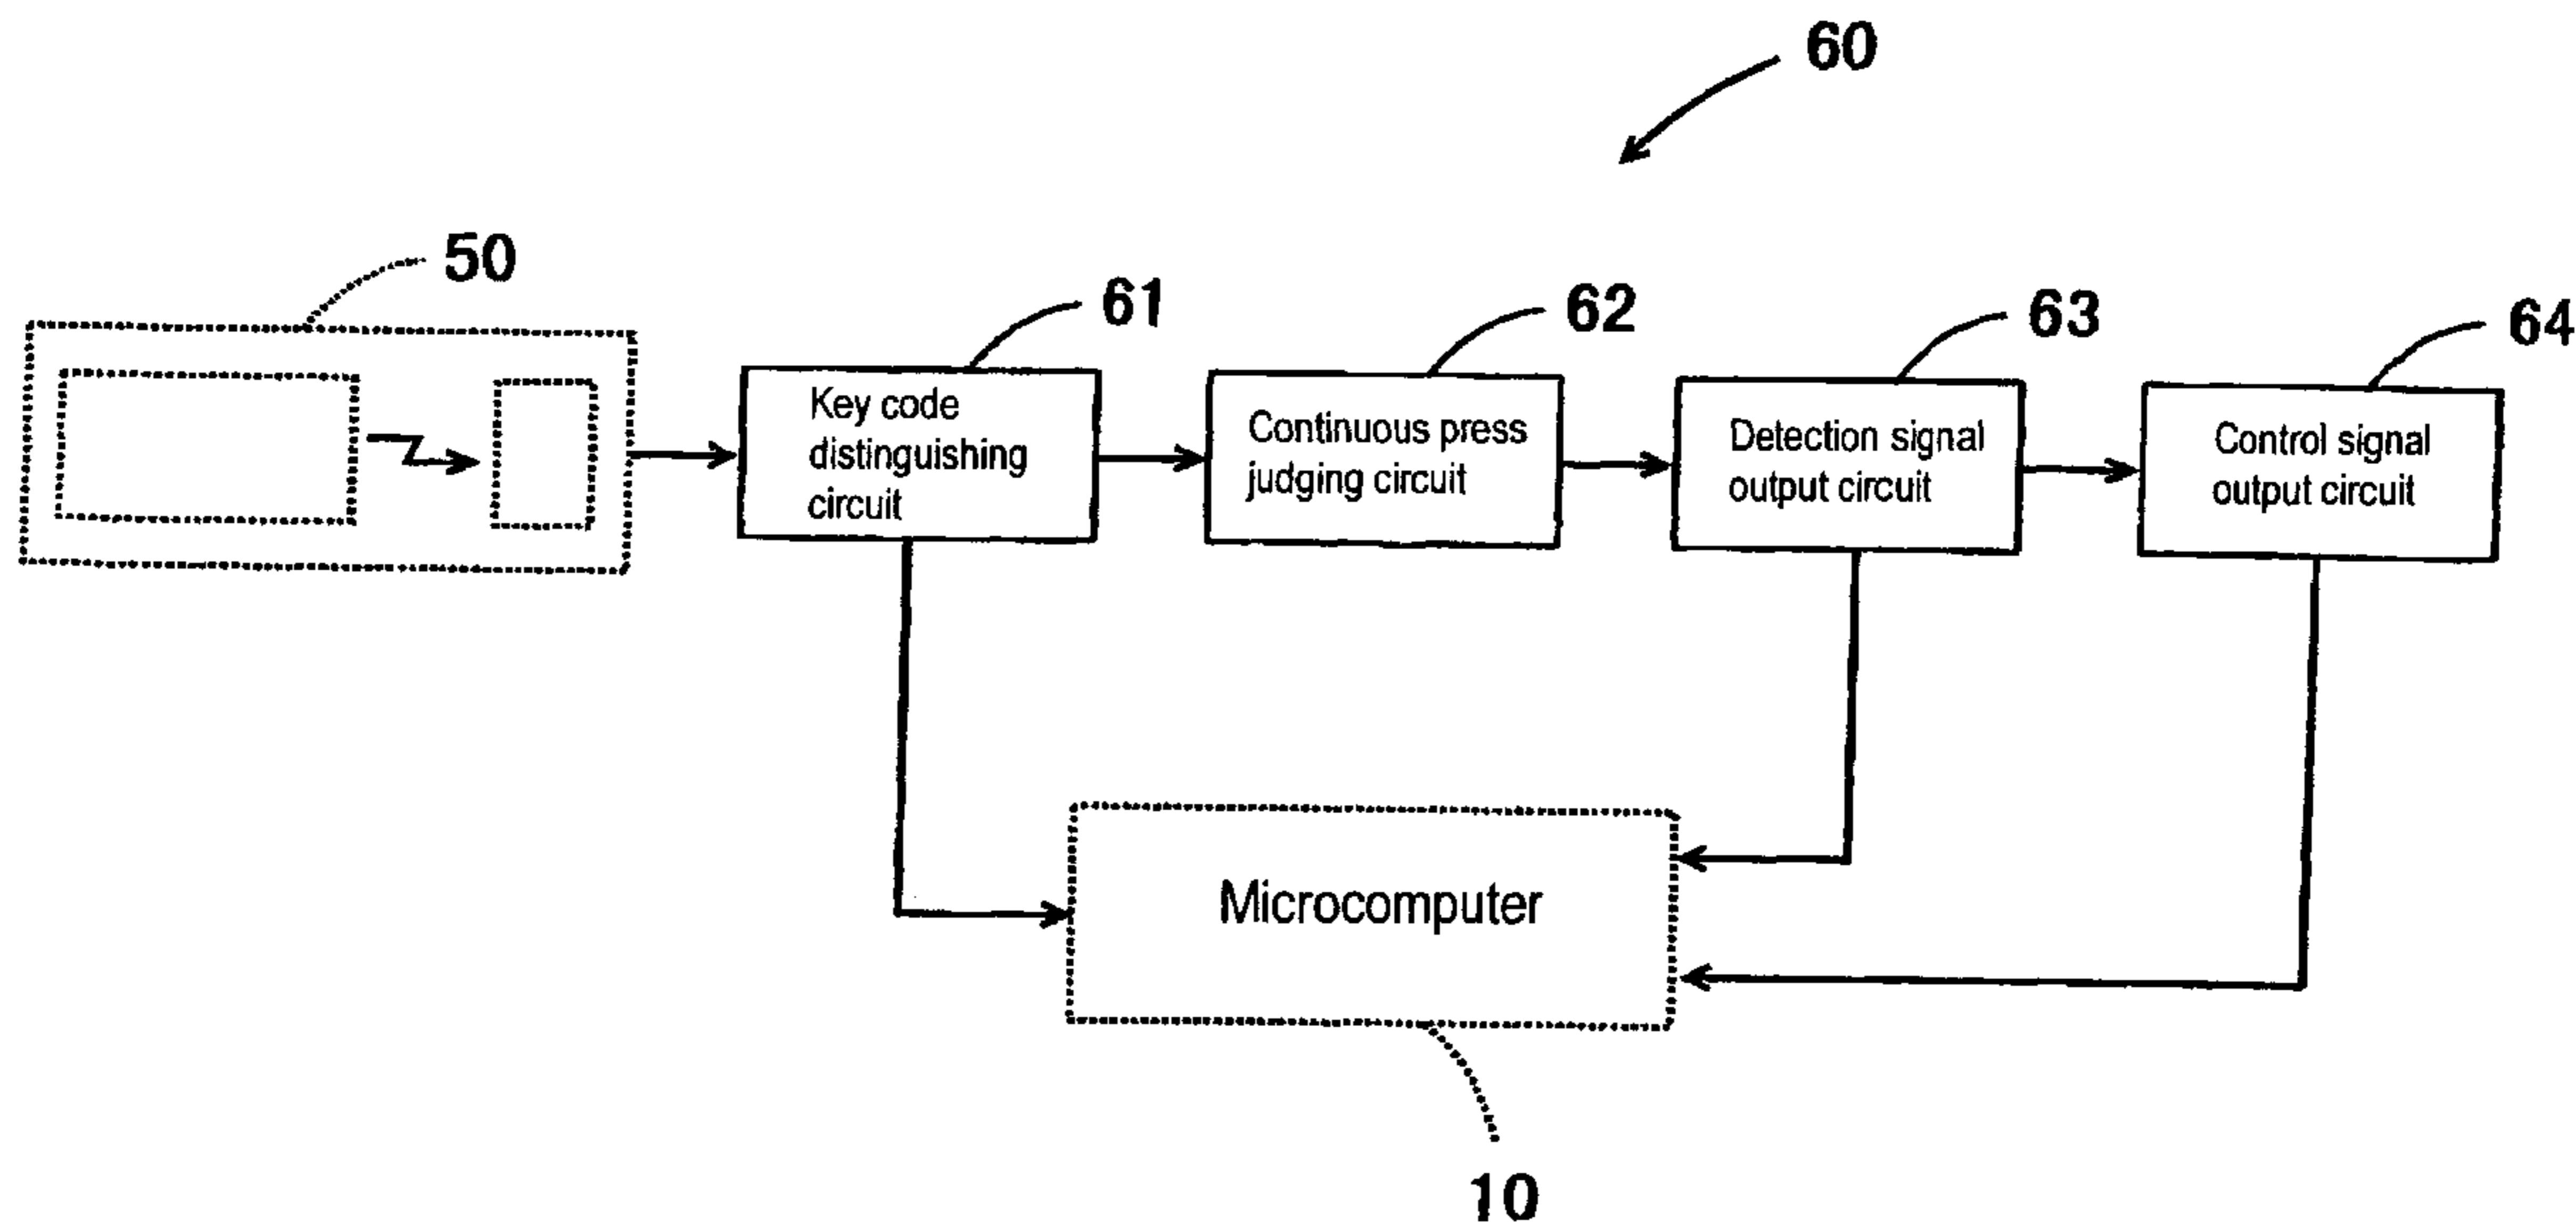 60
50
61
62
63
64
Key code
distinguishing
circuit
Continuous press
judging circuit
Detection signal
output circuit
Control signal
output circuit
Microcomputer
10